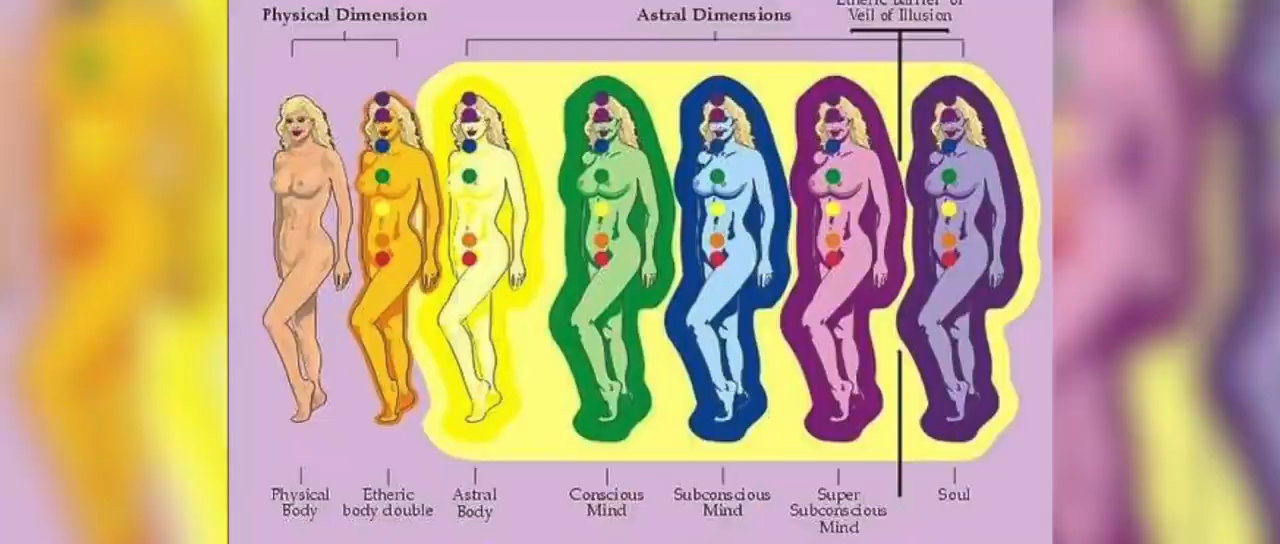 Physical Dimension
Astral Dimensions
Veil of Illusion
Physical
Body
Etheric
body double
Astral
Body
Conscious
Mind
Subconscious
Mind
Super
Subconscious
Mind
Soul